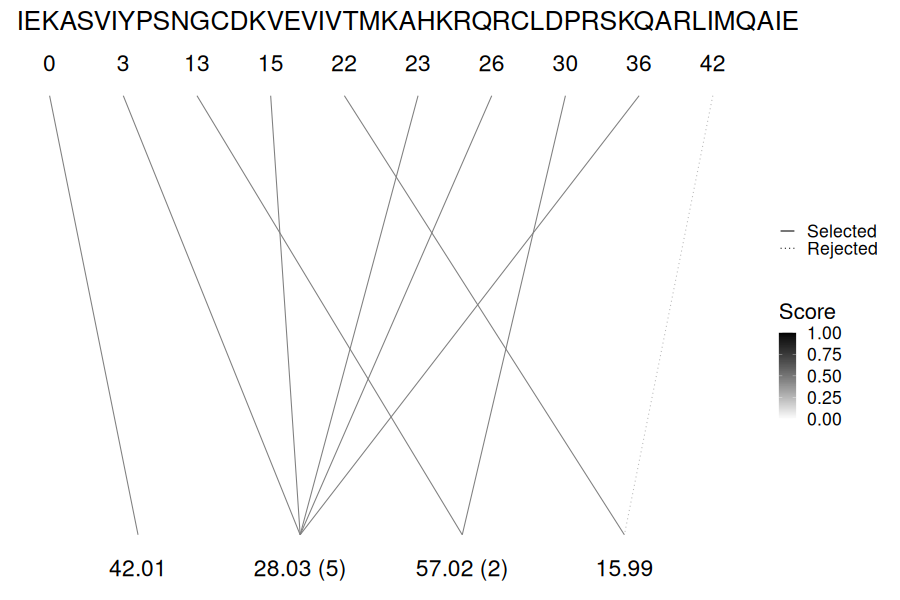 IEKASVIYPSNGCDKVEVIVTMKAHKRQRCLDPRSKQARLIMQAIE
0 3 13 15 22 23 26 30 36 42
Selected
Rejected
Score
1.00
0.75
0.50
0.25
0.00
42.01 28.03 (5) 57.02 (2) 15.99